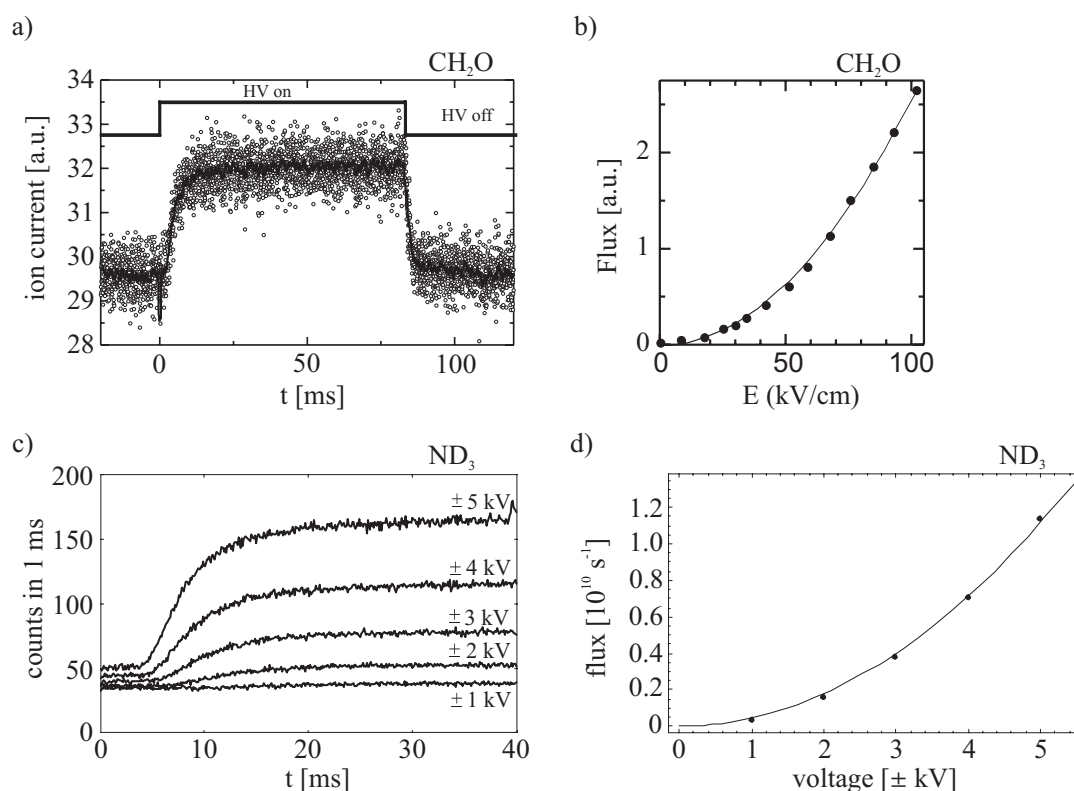 a)
CH₂O
34
33
32
31
30
29
28
HV on
HV off
ion current [a.u.]
0
50
100
t [ms]
b)
CH₂O
2
1
0
Flux [a.u.]
0
50
100
E (kV/cm)
c)
ND₃
200
150
100
50
0
counts in 1 ms
± 5 kV
± 4 kV
± 3 kV
± 2 kV
± 1 kV
0
10
20
30
40
t [ms]
d)
ND₃
1.2
1.0
0.8
0.6
0.4
0.2
0
flux [10¹⁰ s⁻¹]
0
1
2
3
4
5
voltage [± kV]